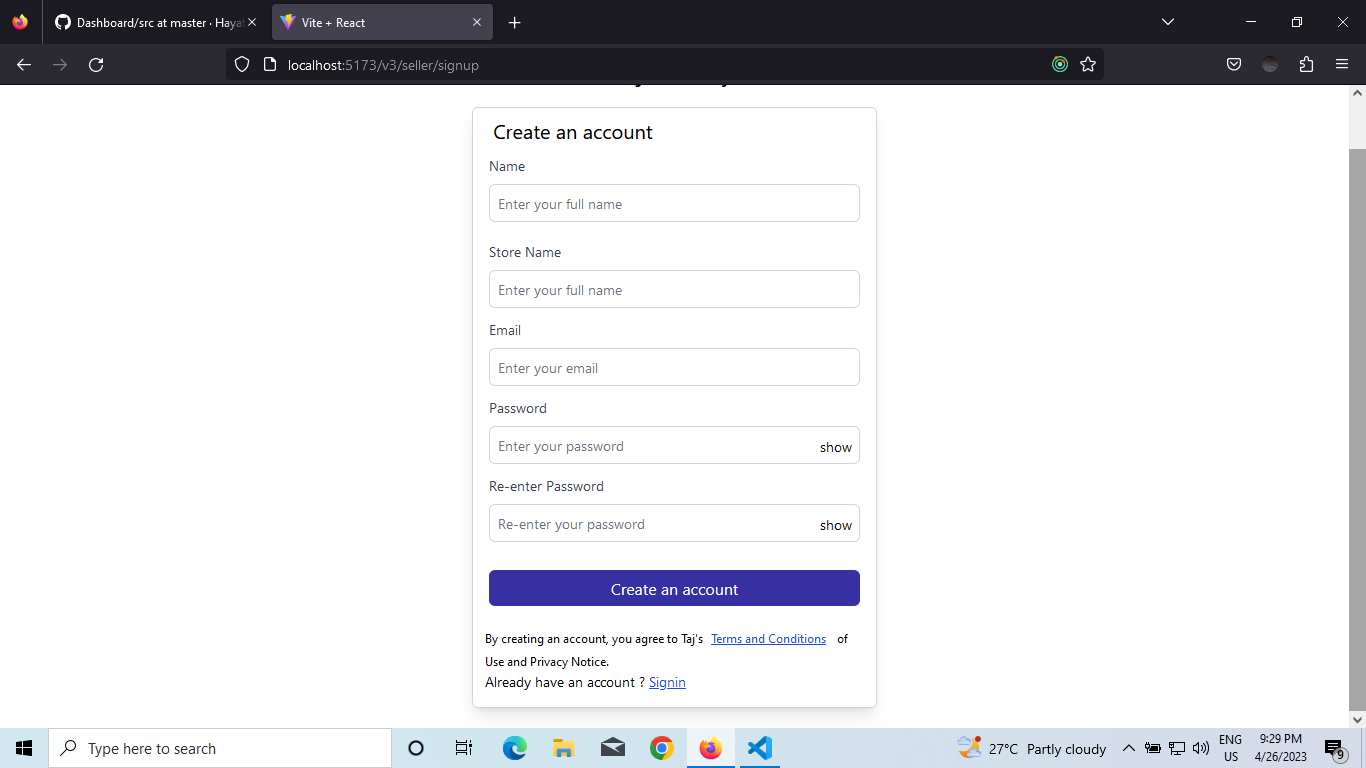 Dashboard/src at master · Haya
Vite + React
localhost:5173/v3/seller/signup
Create an account
Name
Enter your full name
Store Name
Enter your full name
Email
Enter your email
Password
Enter your password show
Re-enter Password
Re-enter your password show
Create an account
By creating an account, you agree to Taj's Terms and Conditions of
Use and Privacy Notice.
Already have an account ? Signin
Type here to search
27°C Partly cloudy
ENG
US
9:29 PM
4/26/2023
9